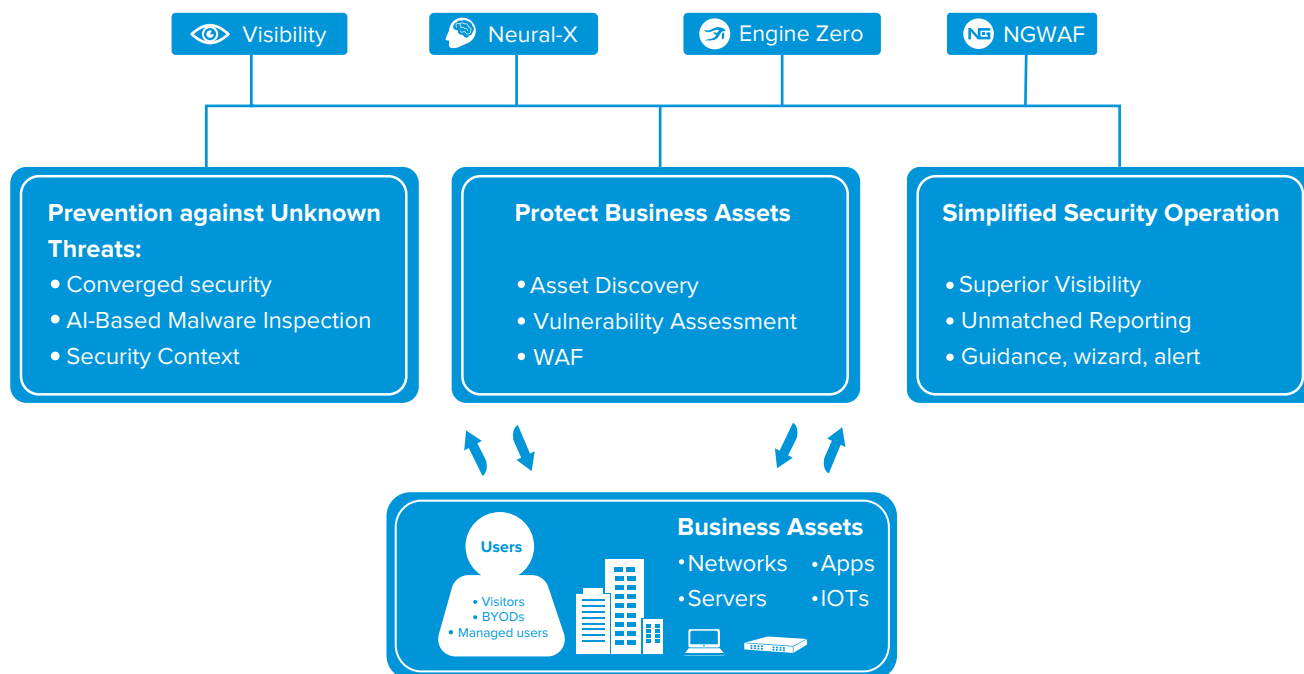 Visibility
Neural-X
Engine Zero
NGWAF
Prevention against Unknown
Threats:
• Converged security
• AI-Based Malware Inspection
• Security Context
Protect Business Assets
• Asset Discovery
• Vulnerability Assessment
• WAF
Simplified Security Operation
• Superior Visibility
• Unmatched Reporting
• Guidance, wizard, alert
Users
• Visitors
• BYODs
• Managed users
Business Assets
• Networks • Apps
• Servers • IOTs